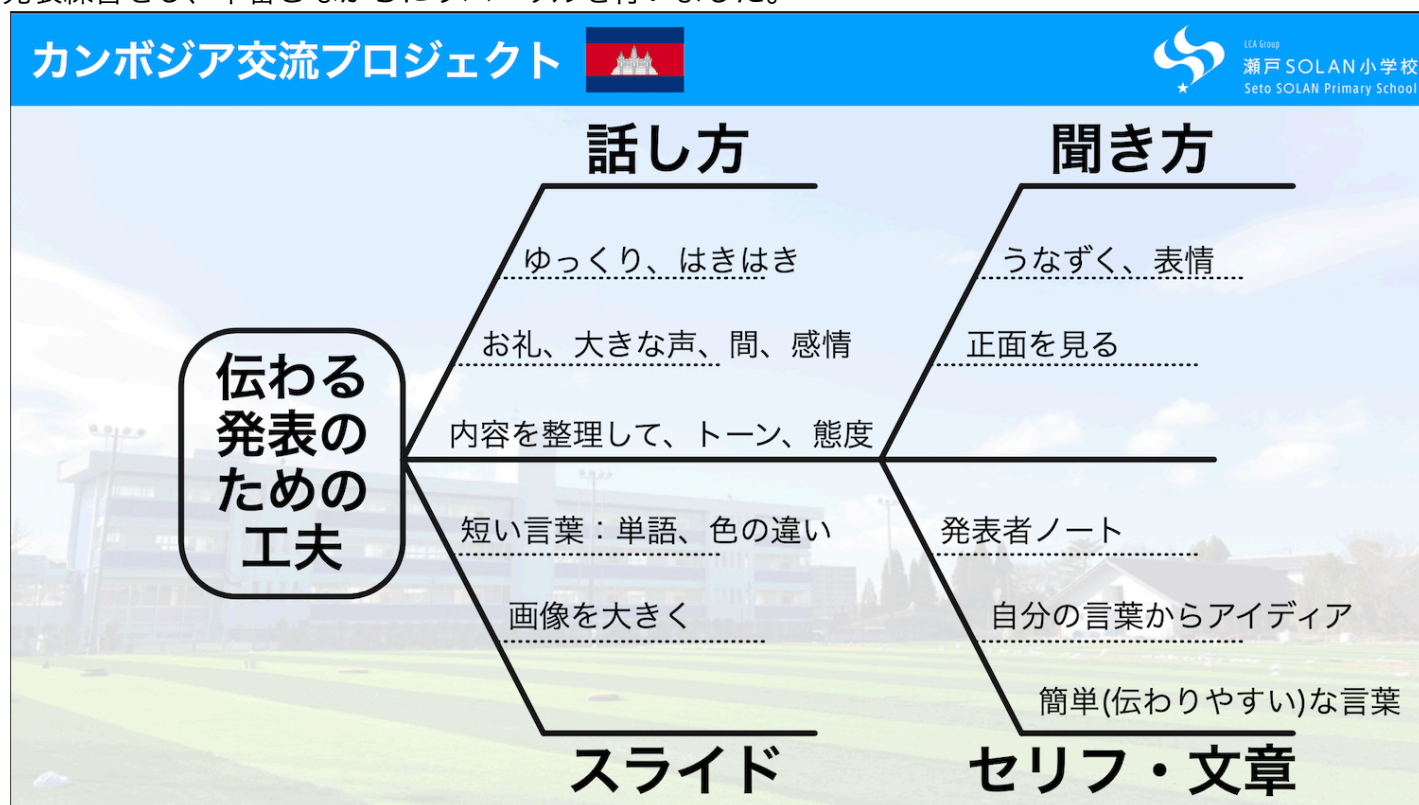 カンボジア交流プロジェクト
LCA Group
瀬戸SOLAN小学校
Seto SOLAN Primary School
話し方
聞き方
ゆっくり、はきはき
うなずく、表情
お礼、大きな声、間、感情
正面を見る
伝わる
発表の
ための
工夫
内容を整理して、トーン、態度
短い言葉：単語、色の違い
発表者ノート
画像を大きく
自分の言葉からアイディア
簡単(伝わりやすい)な言葉
スライド
セリフ・文章